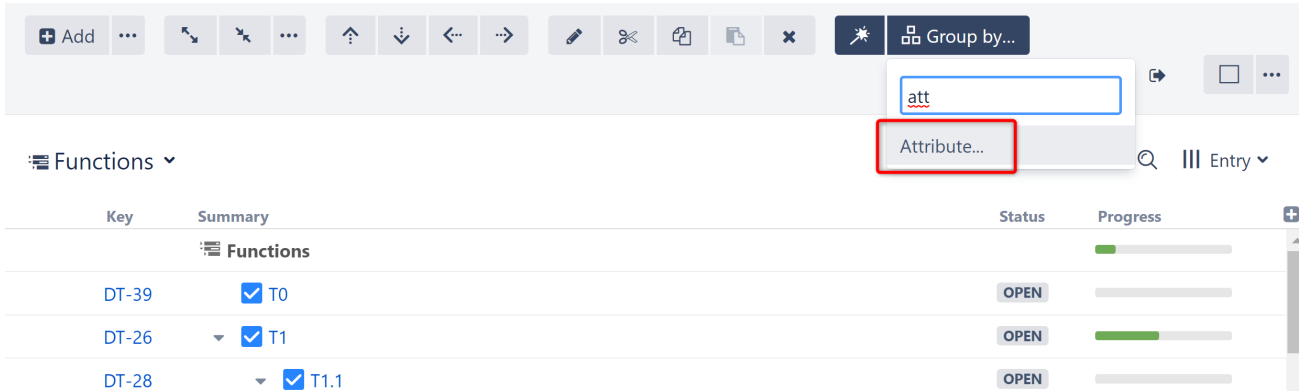 Add
Group by...
att
Attribute...
Functions
Entry
Key Summary Status Progress
Functions
DT-39 T0 OPEN
DT-26 T1 OPEN
DT-28 T1.1 OPEN